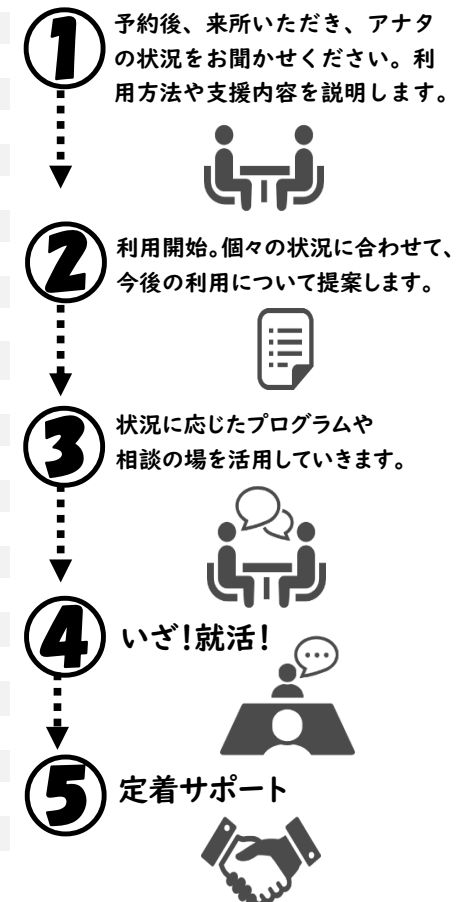 1
予約後、来所いただき、アナタ
の状況をお聞かせください。利
用方法や支援内容を説明します。
2
利用開始。個々の状況に合わせて、
今後の利用について提案します。
3
状況に応じたプログラムや
相談の場を活用していきます。
4
いざ!就活!
5
定着サポート